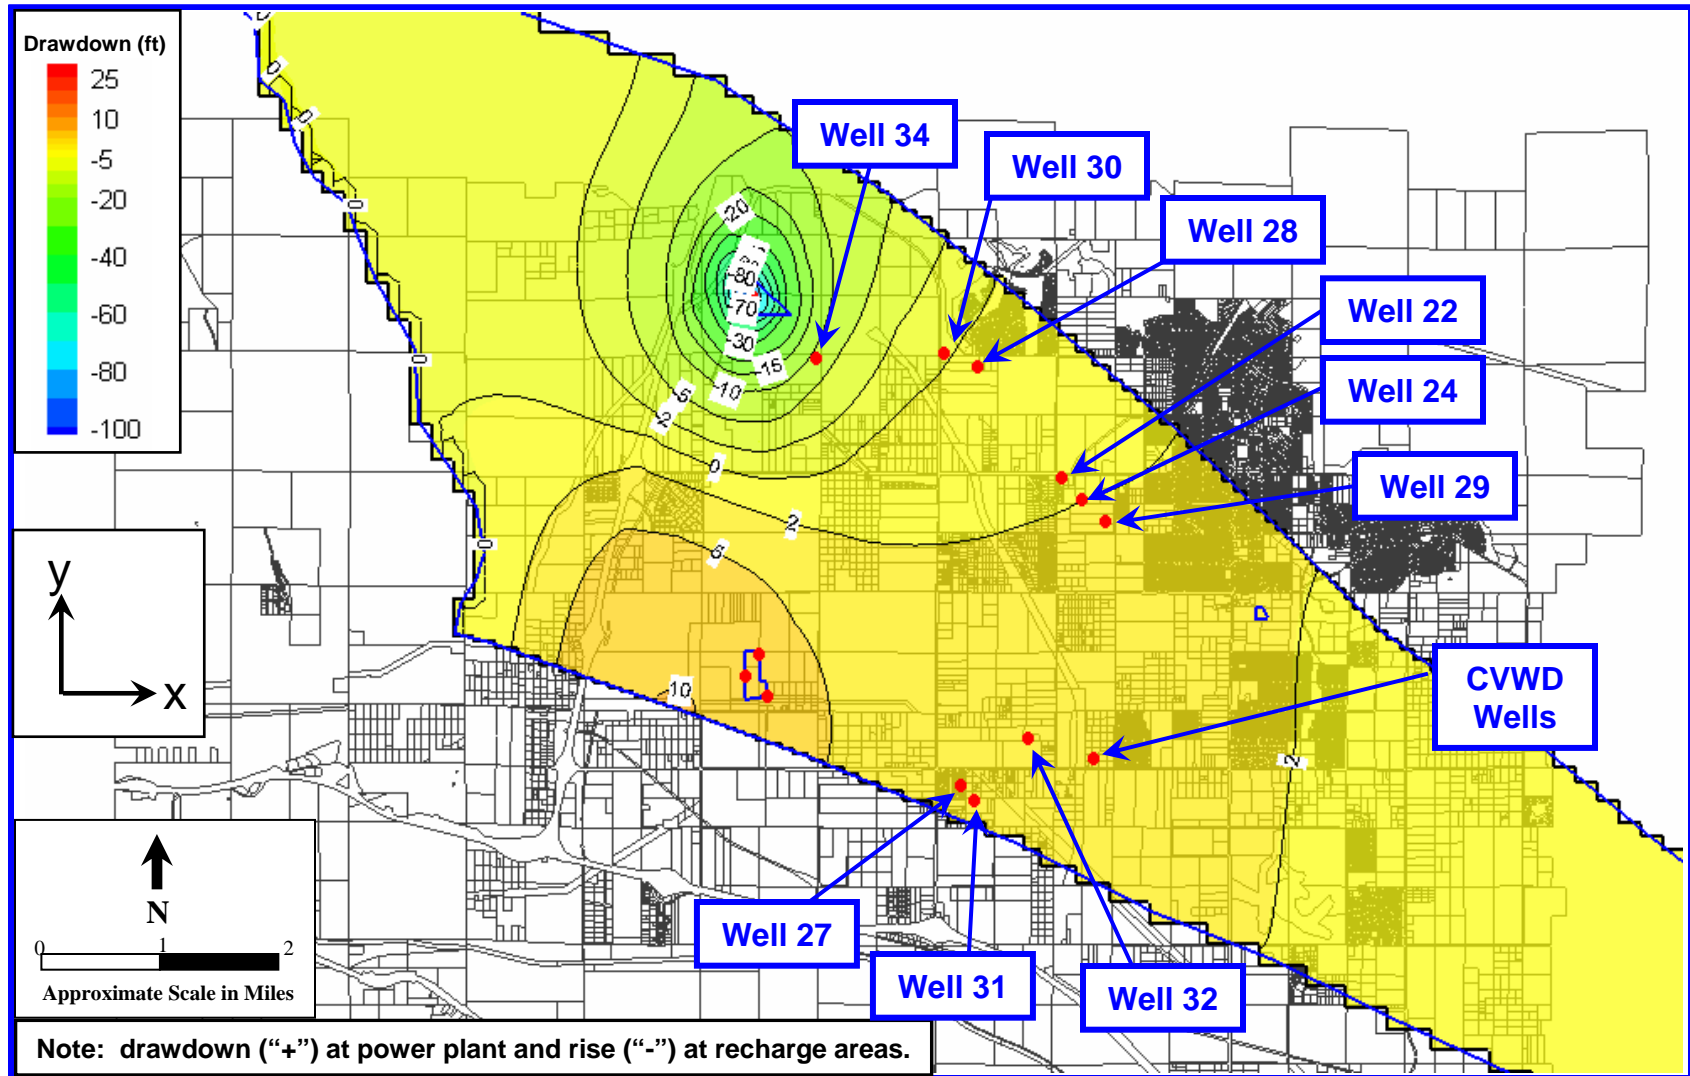 Drawdown (ft)
25
10
-5
-20
-40
-60
-80
-100
0
0
0
0
0
0
Well 34
Well 30
Well 28
Well 22
Well 24
Well 29
CVWD
Wells
Well 27
Well 31
Well 32
-20
-80
-70
-30
-15
-10
-6
-2
0
2
6
10
2
y
x
N
0 1 2
Approximate Scale in Miles
Note: drawdown (“+”) at power plant and rise (“-”) at recharge areas.